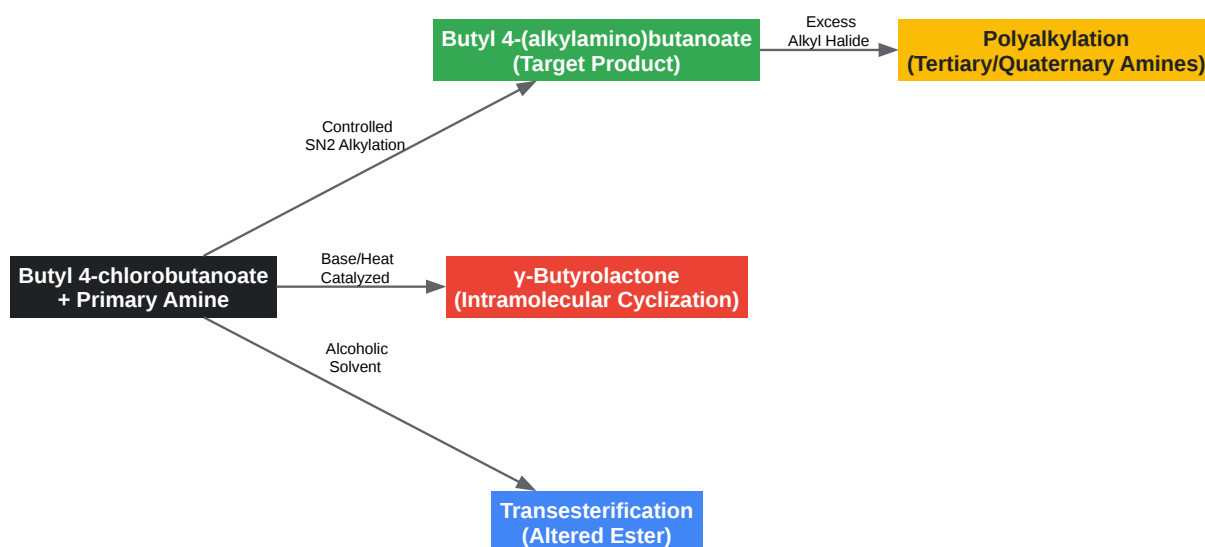 Butyl 4-(alkylamino)butanoate
(Target Product)
Excess
Alkyl Halide
Polyalkylation
(Tertiary/Quaternary Amines)
Controlled
SN2 Alkylation
Butyl 4-chlorobutanoate
+ Primary Amine
Base/Heat
Catalyzed
γ-Butyrolactone
(Intramolecular Cyclization)
Alcoholic
Solvent
Transesterification
(Altered Ester)